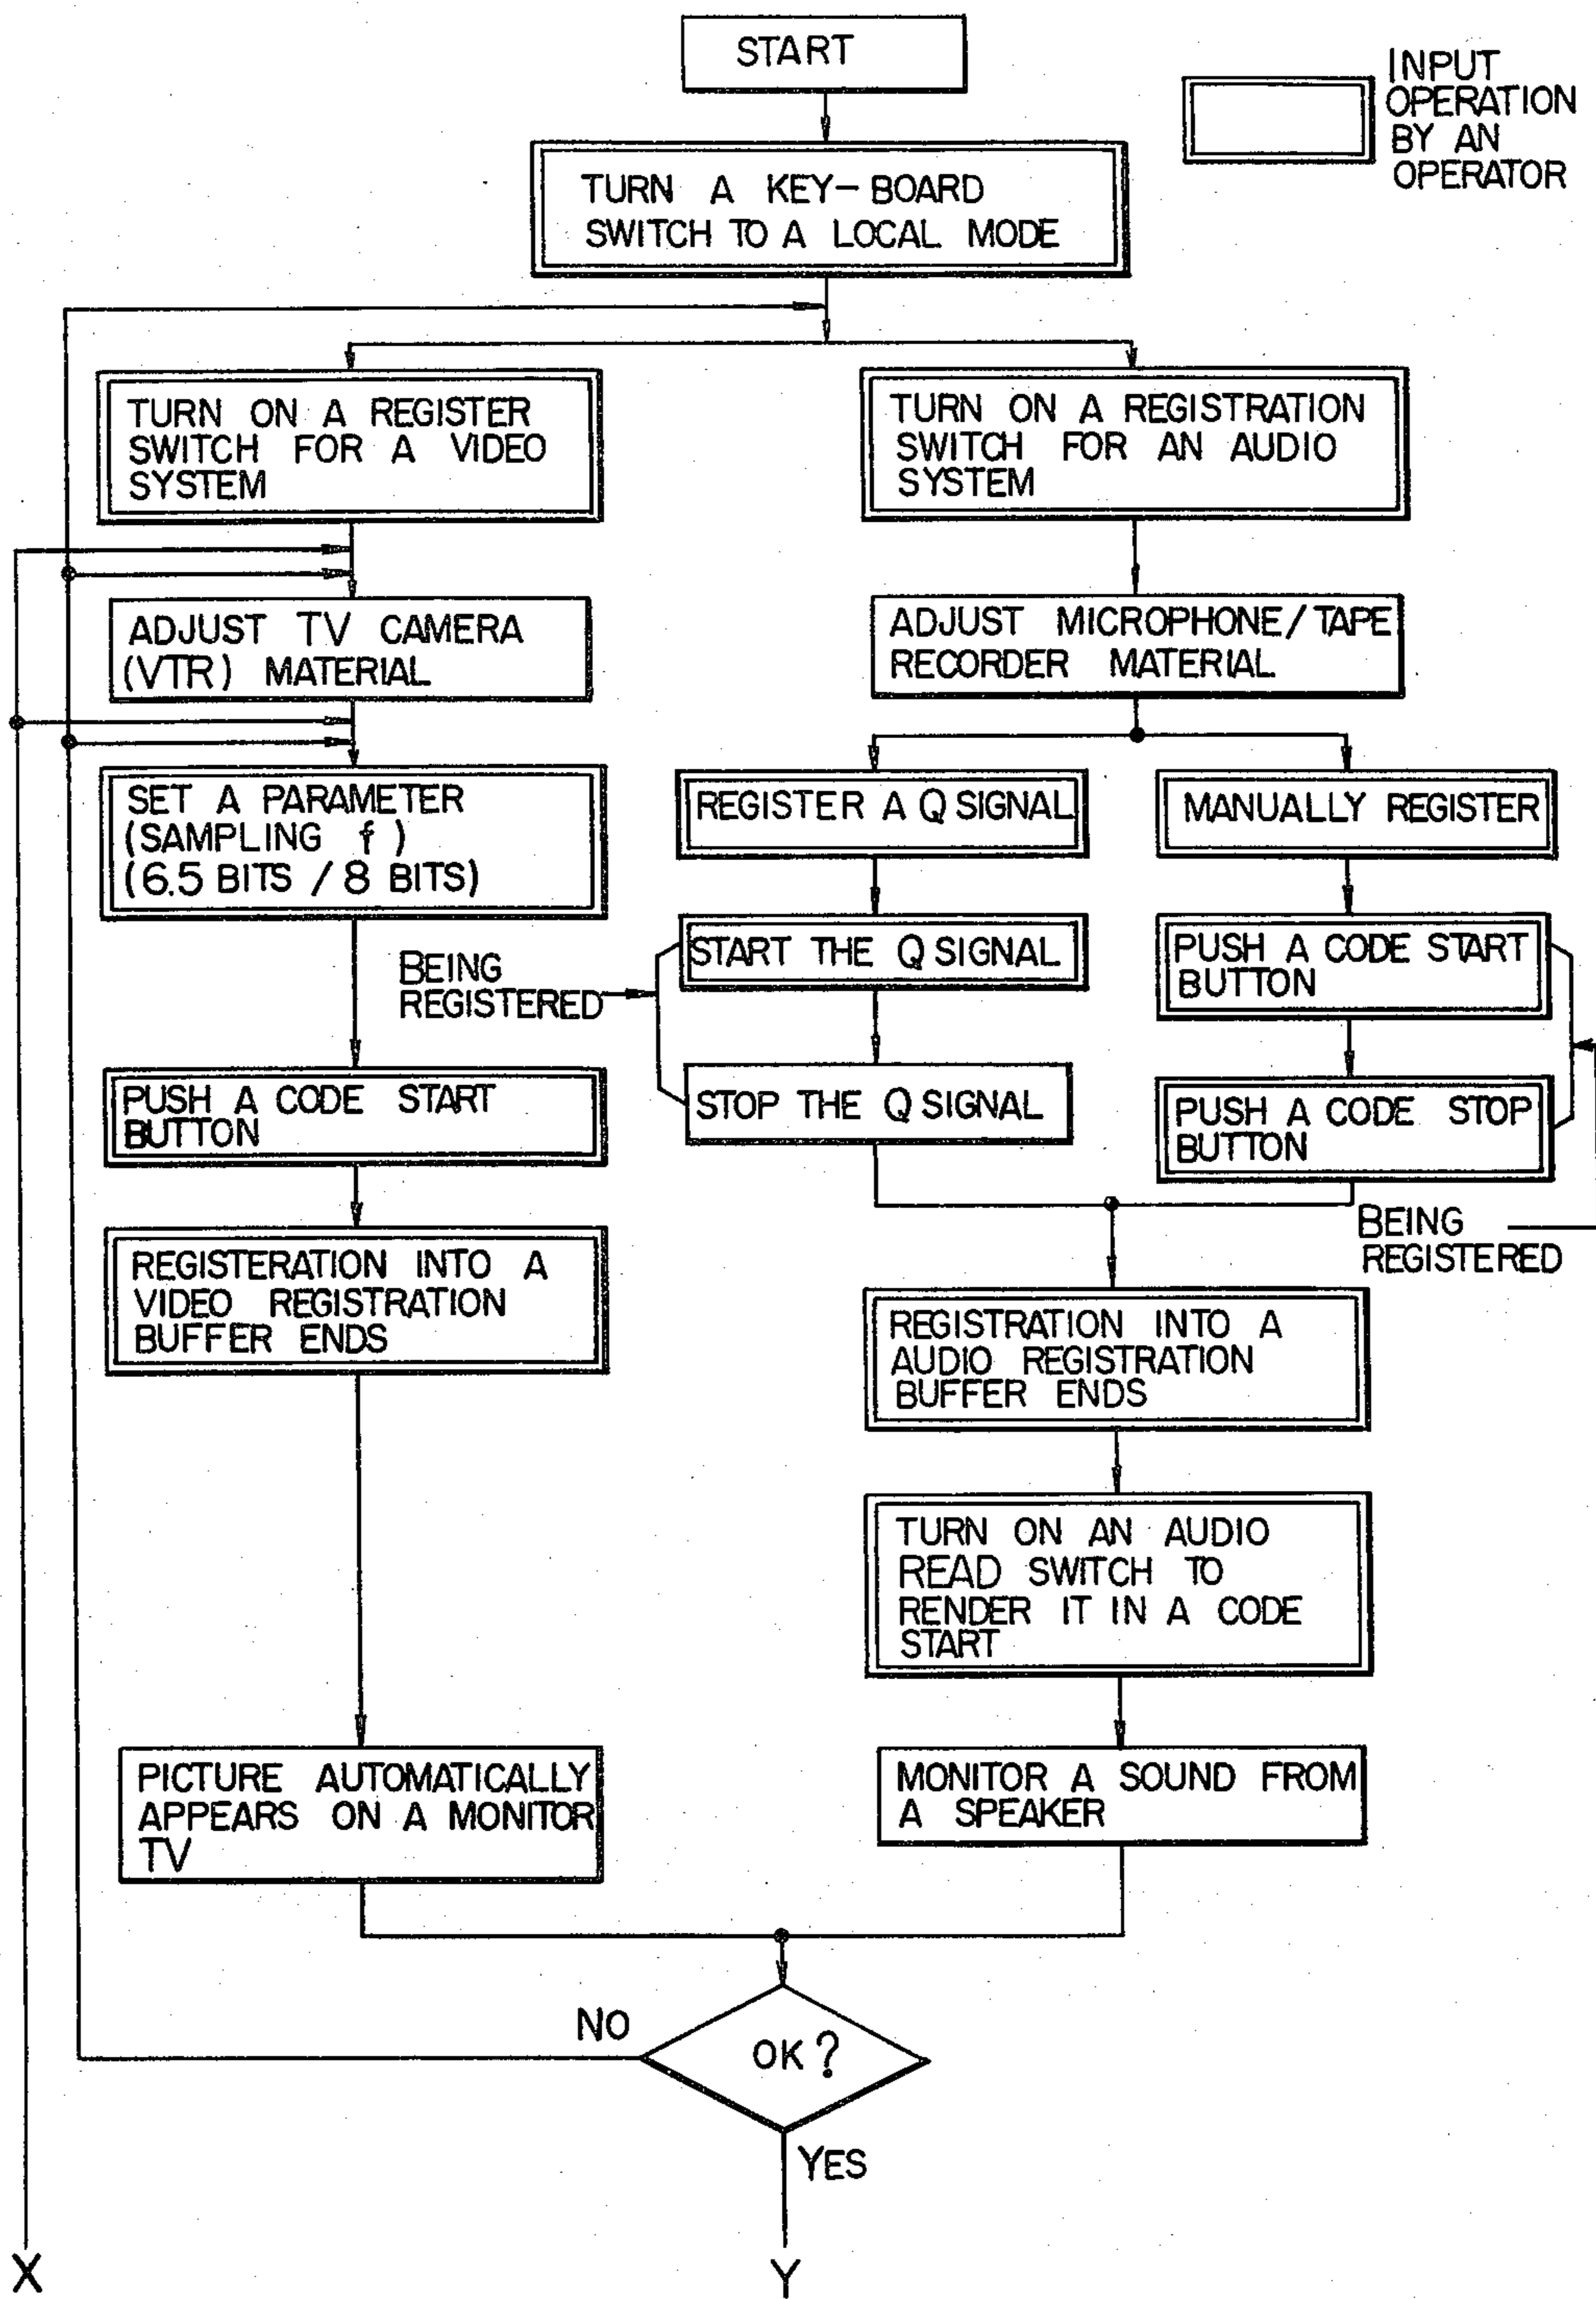 START
INPUT
OPERATION
BY AN
OPERATOR
TURN A KEY-BOARD
SWITCH TO A LOCAL MODE
TURN ON A REGISTER
SWITCH FOR A VIDEO
SYSTEM
TURN ON A REGISTRATION
SWITCH FOR AN AUDIO
SYSTEM
ADJUST TV CAMERA
(VTR) MATERIAL
ADJUST MICROPHONE/TAPE
RECORDER MATERIAL
SET A PARAMETER
(SAMPLING f )
(6.5 BITS / 8 BITS)
REGISTER A Q SIGNAL
MANUALLY REGISTER
BEING
REGISTERED
START THE Q SIGNAL
PUSH A CODE START
BUTTON
PUSH A CODE START
BUTTON
STOP THE Q SIGNAL
PUSH A CODE STOP
BUTTON
BEING
REGISTERED
REGISTERATION INTO A
VIDEO REGISTRATION
BUFFER ENDS
REGISTRATION INTO A
AUDIO REGISTRATION
BUFFER ENDS
TURN ON AN AUDIO
READ SWITCH TO
RENDER IT IN A CODE
START
PICTURE AUTOMATICALLY
APPEARS ON A MONITOR
TV
MONITOR A SOUND FROM
A SPEAKER
NO
OK?
YES
X
Y